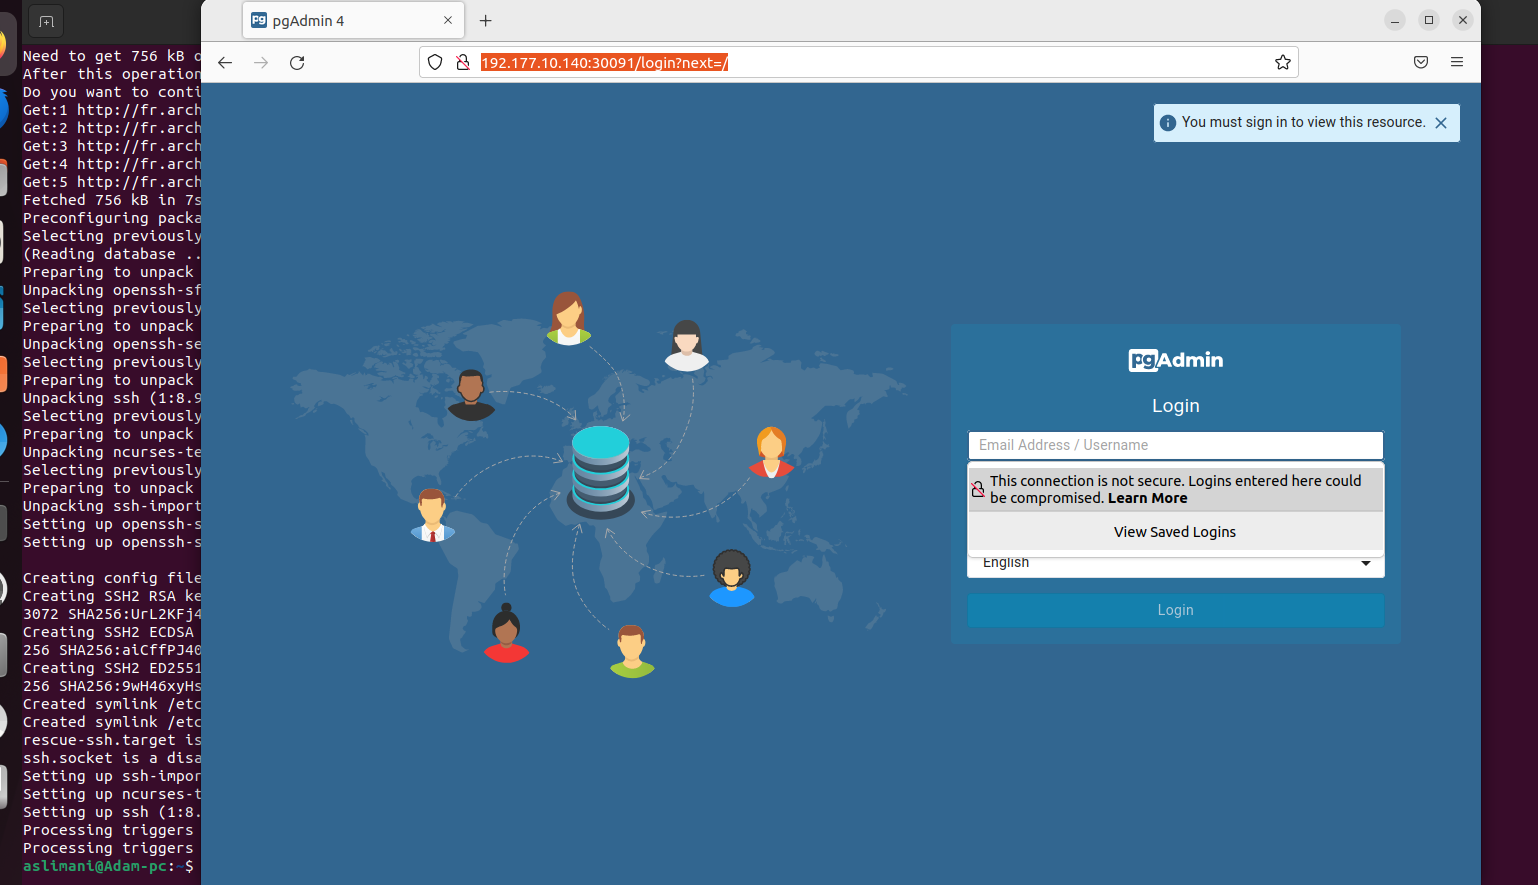 pgAdmin 4
192.177.10.140:30091/login?next=/
You must sign in to view this resource.
pgAdmin
Login
Email Address / Username
This connection is not secure. Logins entered here could
be compromised. Learn More
View Saved Logins
English
Login
Need to get 756 kB o
After this operation
Do you want to conti
Get:1 http://fr.arch
Get:2 http://fr.arch
Get:3 http://fr.arch
Get:4 http://fr.arch
Get:5 http://fr.arch
Fetched 756 kB in 7s
Preconfiguring packa
Selecting previously
(Reading database ..
Preparing to unpack
Unpacking openssh-sf
Selecting previously
Preparing to unpack
Unpacking openssh-se
Selecting previously
Preparing to unpack
Unpacking ssh (1:8.9
Selecting previously
Preparing to unpack
Unpacking ncurses-te
Selecting previously
Preparing to unpack
Unpacking ssh-import
Setting up openssh-s
Setting up openssh-s
Creating config file
Creating SSH2 RSA ke
3072 SHA256:UrL2KFj4
Creating SSH2 ECDSA
256 SHA256:aiCffPJ40
Creating SSH2 ED2551
256 SHA256:9wH46xyHs
Created symlink /etc
Created symlink /etc
rescue-ssh.target is
ssh.socket is a disa
Setting up ssh-impor
Setting up ncurses-t
Setting up ssh (1:8.
Processing triggers
Processing triggers
aslimani@Adam-pc:~$